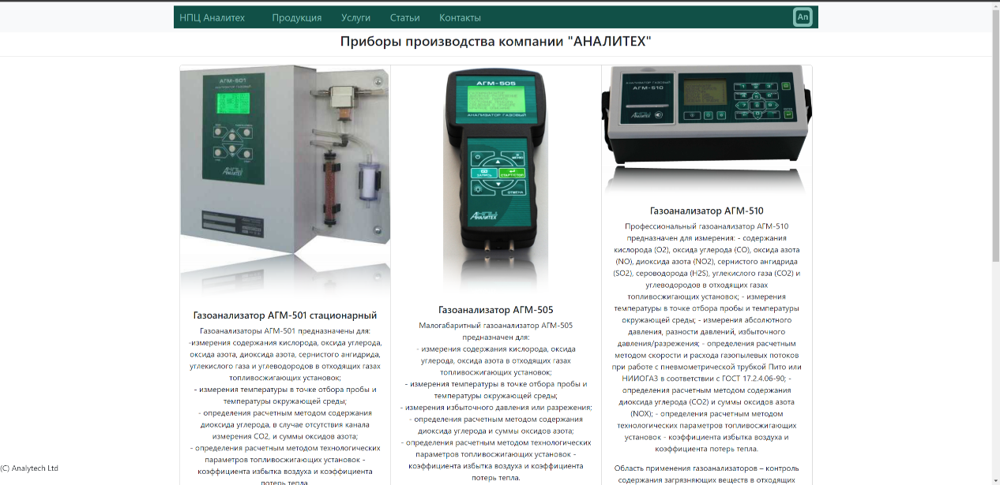 НПЦ Аналитех Продукция Услуги Статьи Контакты An
Приборы производства компании "АНАЛИТЕХ"
АГМ-501
АНАЛИТЕХ
Газоанализатор АГМ-501 стационарный
Газоанализаторы АГМ-501 предназначены для:
-измерения содержания кислорода, оксида углерода,
оксида азота, диоксида азота, сернистого ангидрида,
углекислого газа и углеводородов в отходящих газах
топливосжигающих установок;
- измерения температуры в точке отбора пробы и
температуры окружающей среды;
- определения расчетным методом содержания
диоксида углерода, в случае отсутствия канала
измерения CO2, и суммы оксидов азота;
- определения расчетным методом технологических
параметров топливосжигающих установок -
коэффициента избытка воздуха и коэффициента
потерь тепла.
АГМ-505
АНАЛИЗАТОР ГАЗОВЫЙ
МЕНЮ
ЗАПИСЬ
СТАРТ/СТОП
ОТМЕНА
АНАЛИТЕХ
Газоанализатор АГМ-505
Малогабаритный газоанализатор АГМ-505
предназначен для:
- измерения содержания кислорода, оксида
углерода, оксида азота в отходящих газах
топливосжигающих установок;
- измерения температуры в точке отбора пробы и
температуры окружающей среды;
- измерения избыточного давления или разрежения;
- определения расчетным методом содержания
диоксида углерода и суммы оксидов азота;
- определения расчетным методом технологических
параметров топливосжигающих установок -
коэффициента избытка воздуха и коэффициента
потерь тепла.
АНАЛИЗАТОР ГАЗОВЫЙ
АГМ-510
АНАЛИТЕХ
Газоанализатор АГМ-510
Профессиональный газоанализатор АГМ-510
предназначен для измерения: - содержания
кислорода (O2), оксида углерода (CO), оксида азота
(NO), диоксида азота (NO2), сернистого ангидрида
(SO2), сероводорода (H2S), углекислого газа (CO2) и
углеводородов в отходящих газах
топливосжигающих установок; - измерения
температуры в точке отбора пробы и температуры
окружающей среды; - измерения абсолютного
давления, разности давлений, избыточного
давления/разрежения; - определения расчетным
методом скорости и расхода газопылевых потоков
при работе с пневмометрической трубкой Пито или
НИИОГАЗ в соответствии с ГОСТ 17.2.4.06-90; -
определения расчетным методом содержания
диоксида углерода (CO2) и суммы оксидов азота
(NOX); - определения расчетным методом
технологических параметров топливосжигающих
установок - коэффициента избытка воздуха и
коэффициента потерь тепла.
Область применения газоанализаторов – контроль
содержания загрязняющих веществ в отходящих
(C) Analytech Ltd